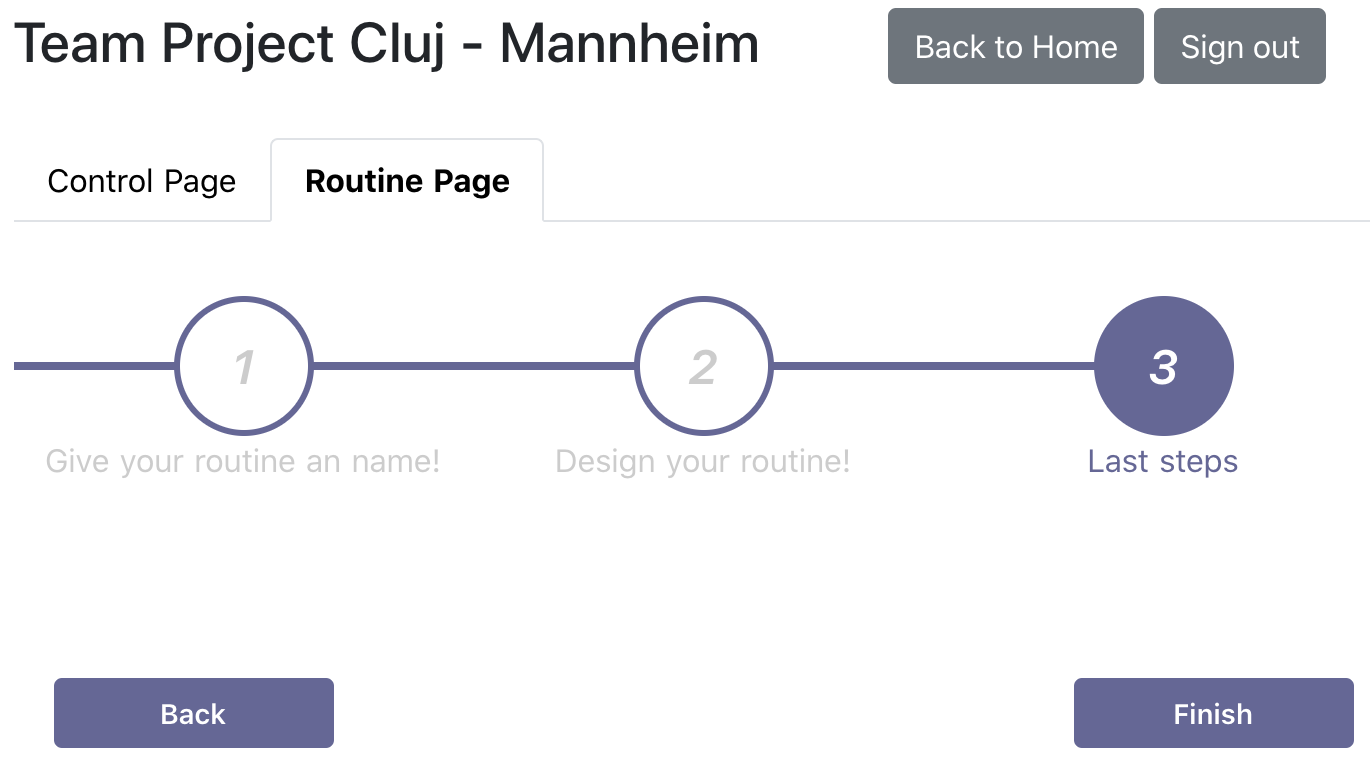 Team Project Cluj - Mannheim
Back to Home
Sign out
Control Page
Routine Page
1
2
3
Give your routine an name!
Design your routine!
Last steps
Back
Finish